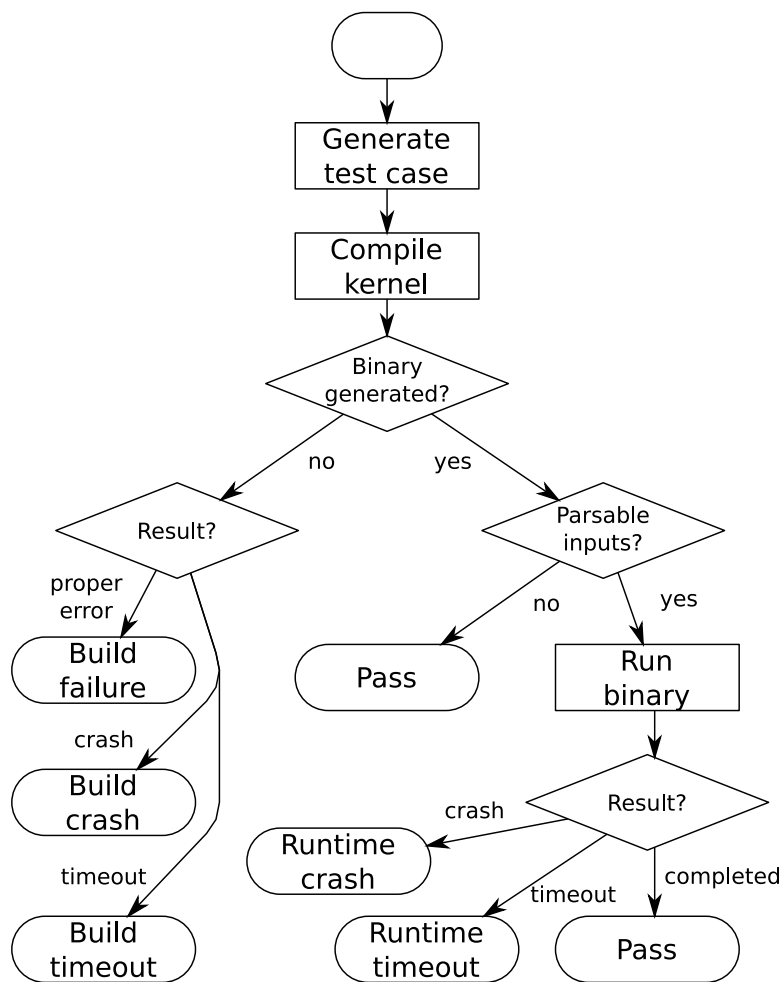 Generate
test case
Compile
kernel
Binary
generated?
no
yes
Result?
Parsable
inputs?
proper
error
no
yes
Build
failure
Pass
Run
binary
crash
Build
crash
Result?
crash
Runtime
crash
timeout
timeout
completed
Build
timeout
Runtime
timeout
Pass